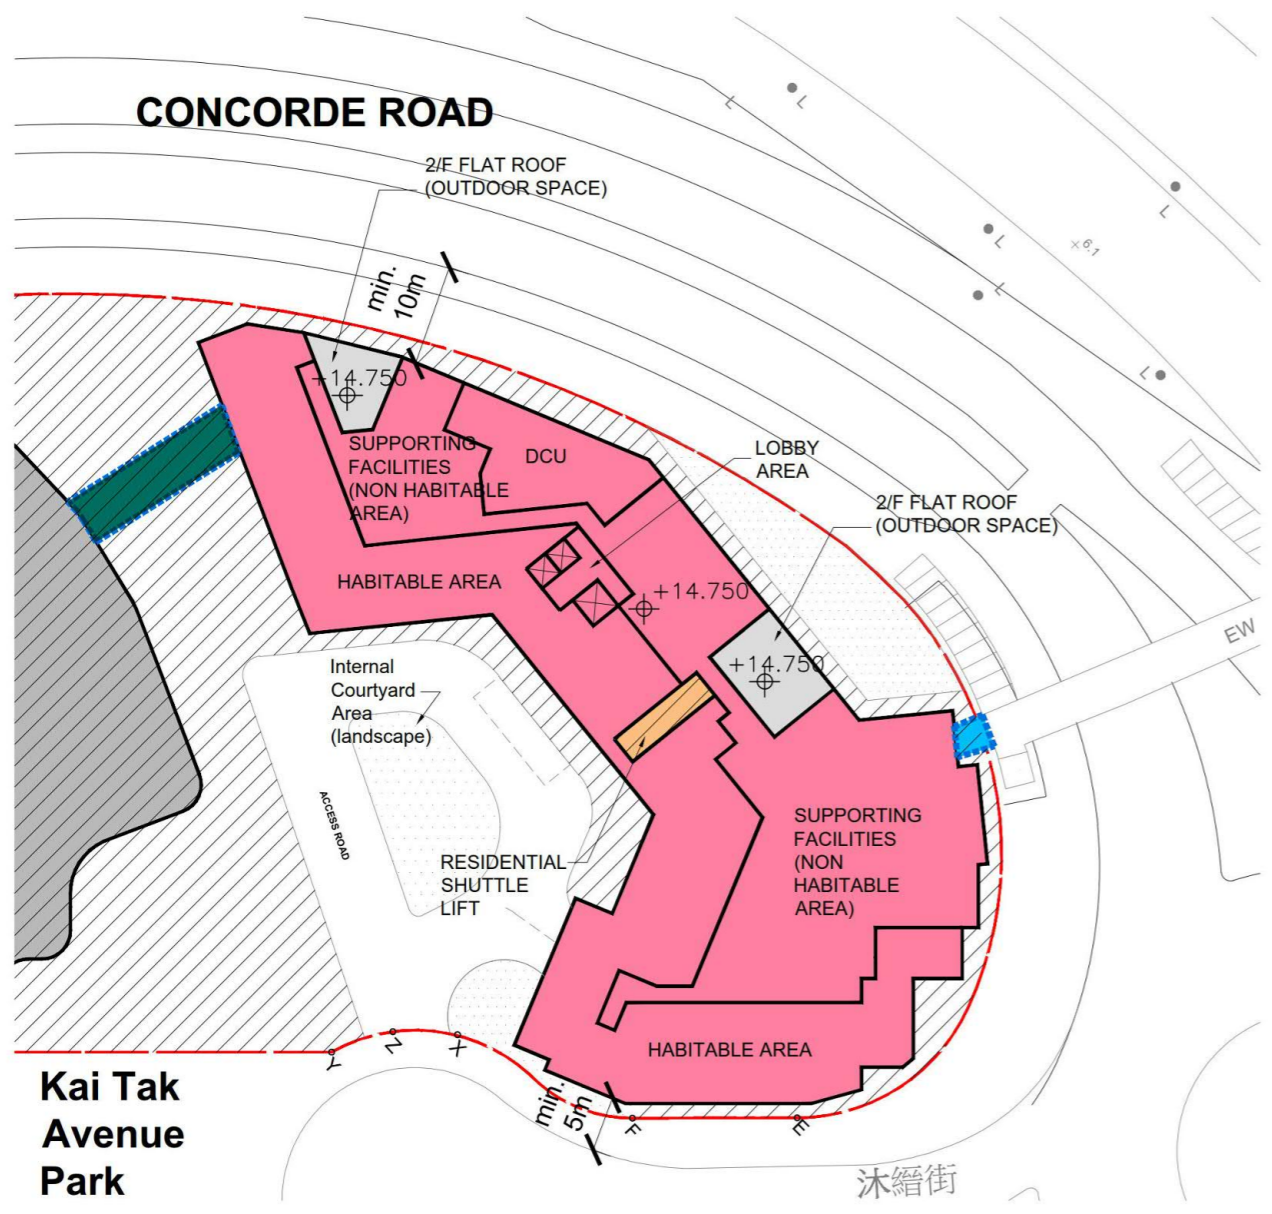 CONCORDE ROAD
2/F FLAT ROOF
(OUTDOOR SPACE)
L
L
L
L
×6.1
min.
10m
L
L
+14.750
SUPPORTING
FACILITIES
(NON HABITABLE
AREA)
DCU
LOBBY
AREA
2/F FLAT ROOF
(OUTDOOR SPACE)
HABITABLE AREA
+14.750
EW
+14.750
Internal
Courtyard
Area
(landscape)
ACCESS ROAD
RESIDENTIAL
SHUTTLE
LIFT
SUPPORTING
FACILITIES
(NON
HABITABLE
AREA)
Y
Z
X
HABITABLE AREA
min.
5m
F
E
Kai Tak
Avenue
Park
沐縉街